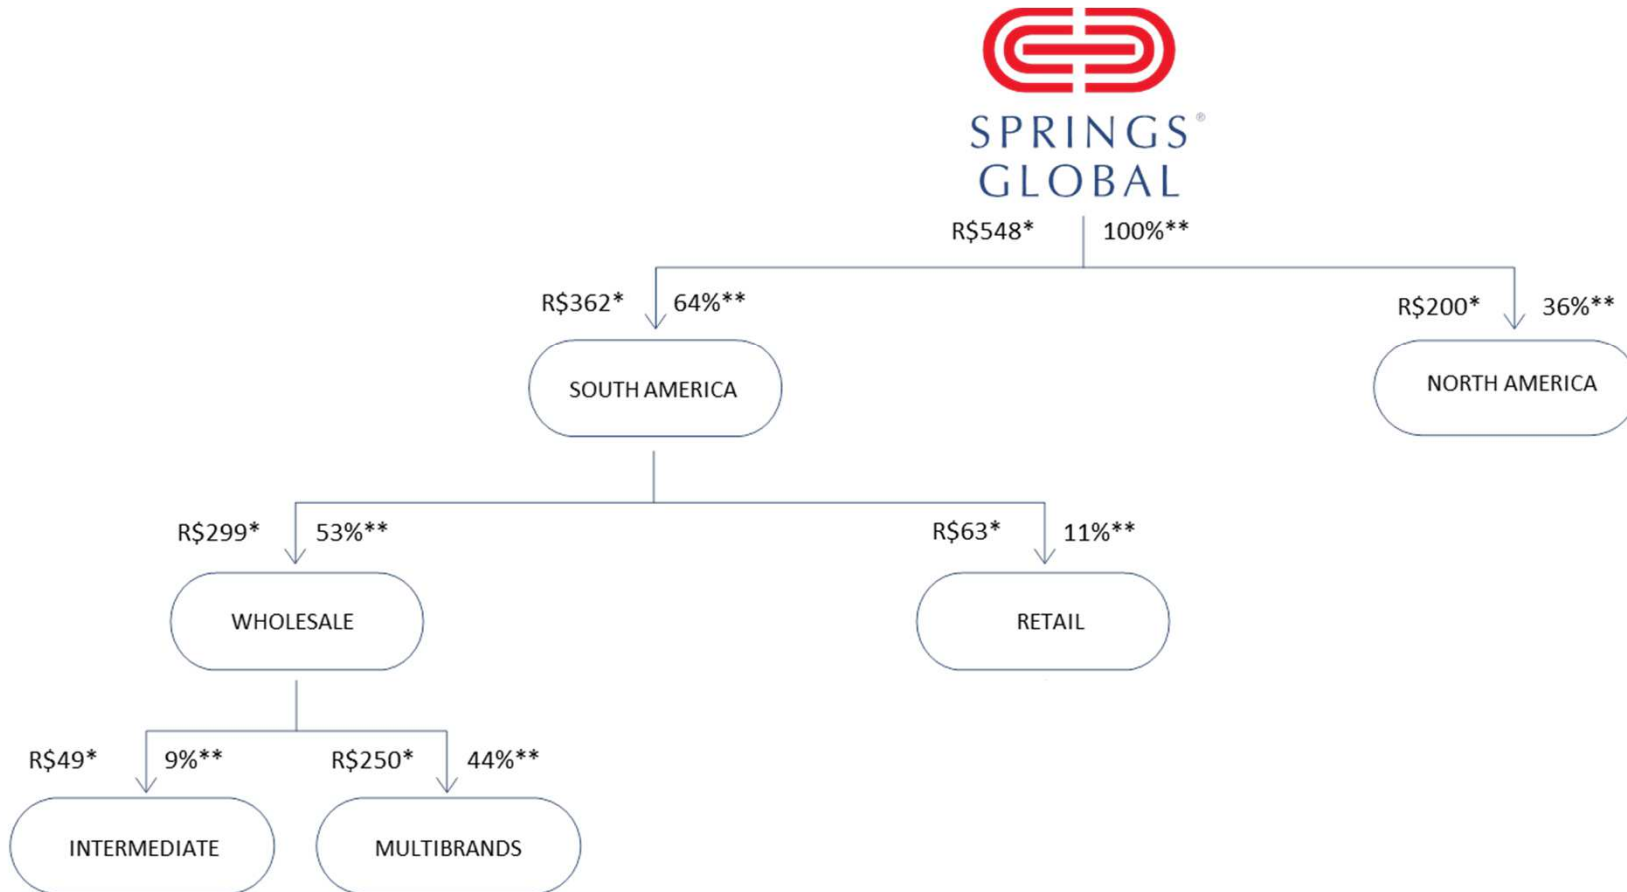 SPRINGS®
GLOBAL
R$548* 100%**
R$362* 64%** R$200* 36%**
SOUTH AMERICA NORTH AMERICA
R$299* 53%** R$63* 11%**
WHOLESALE RETAIL
R$49* 9%** R$250* 44%**
INTERMEDIATE MULTIBRANDS